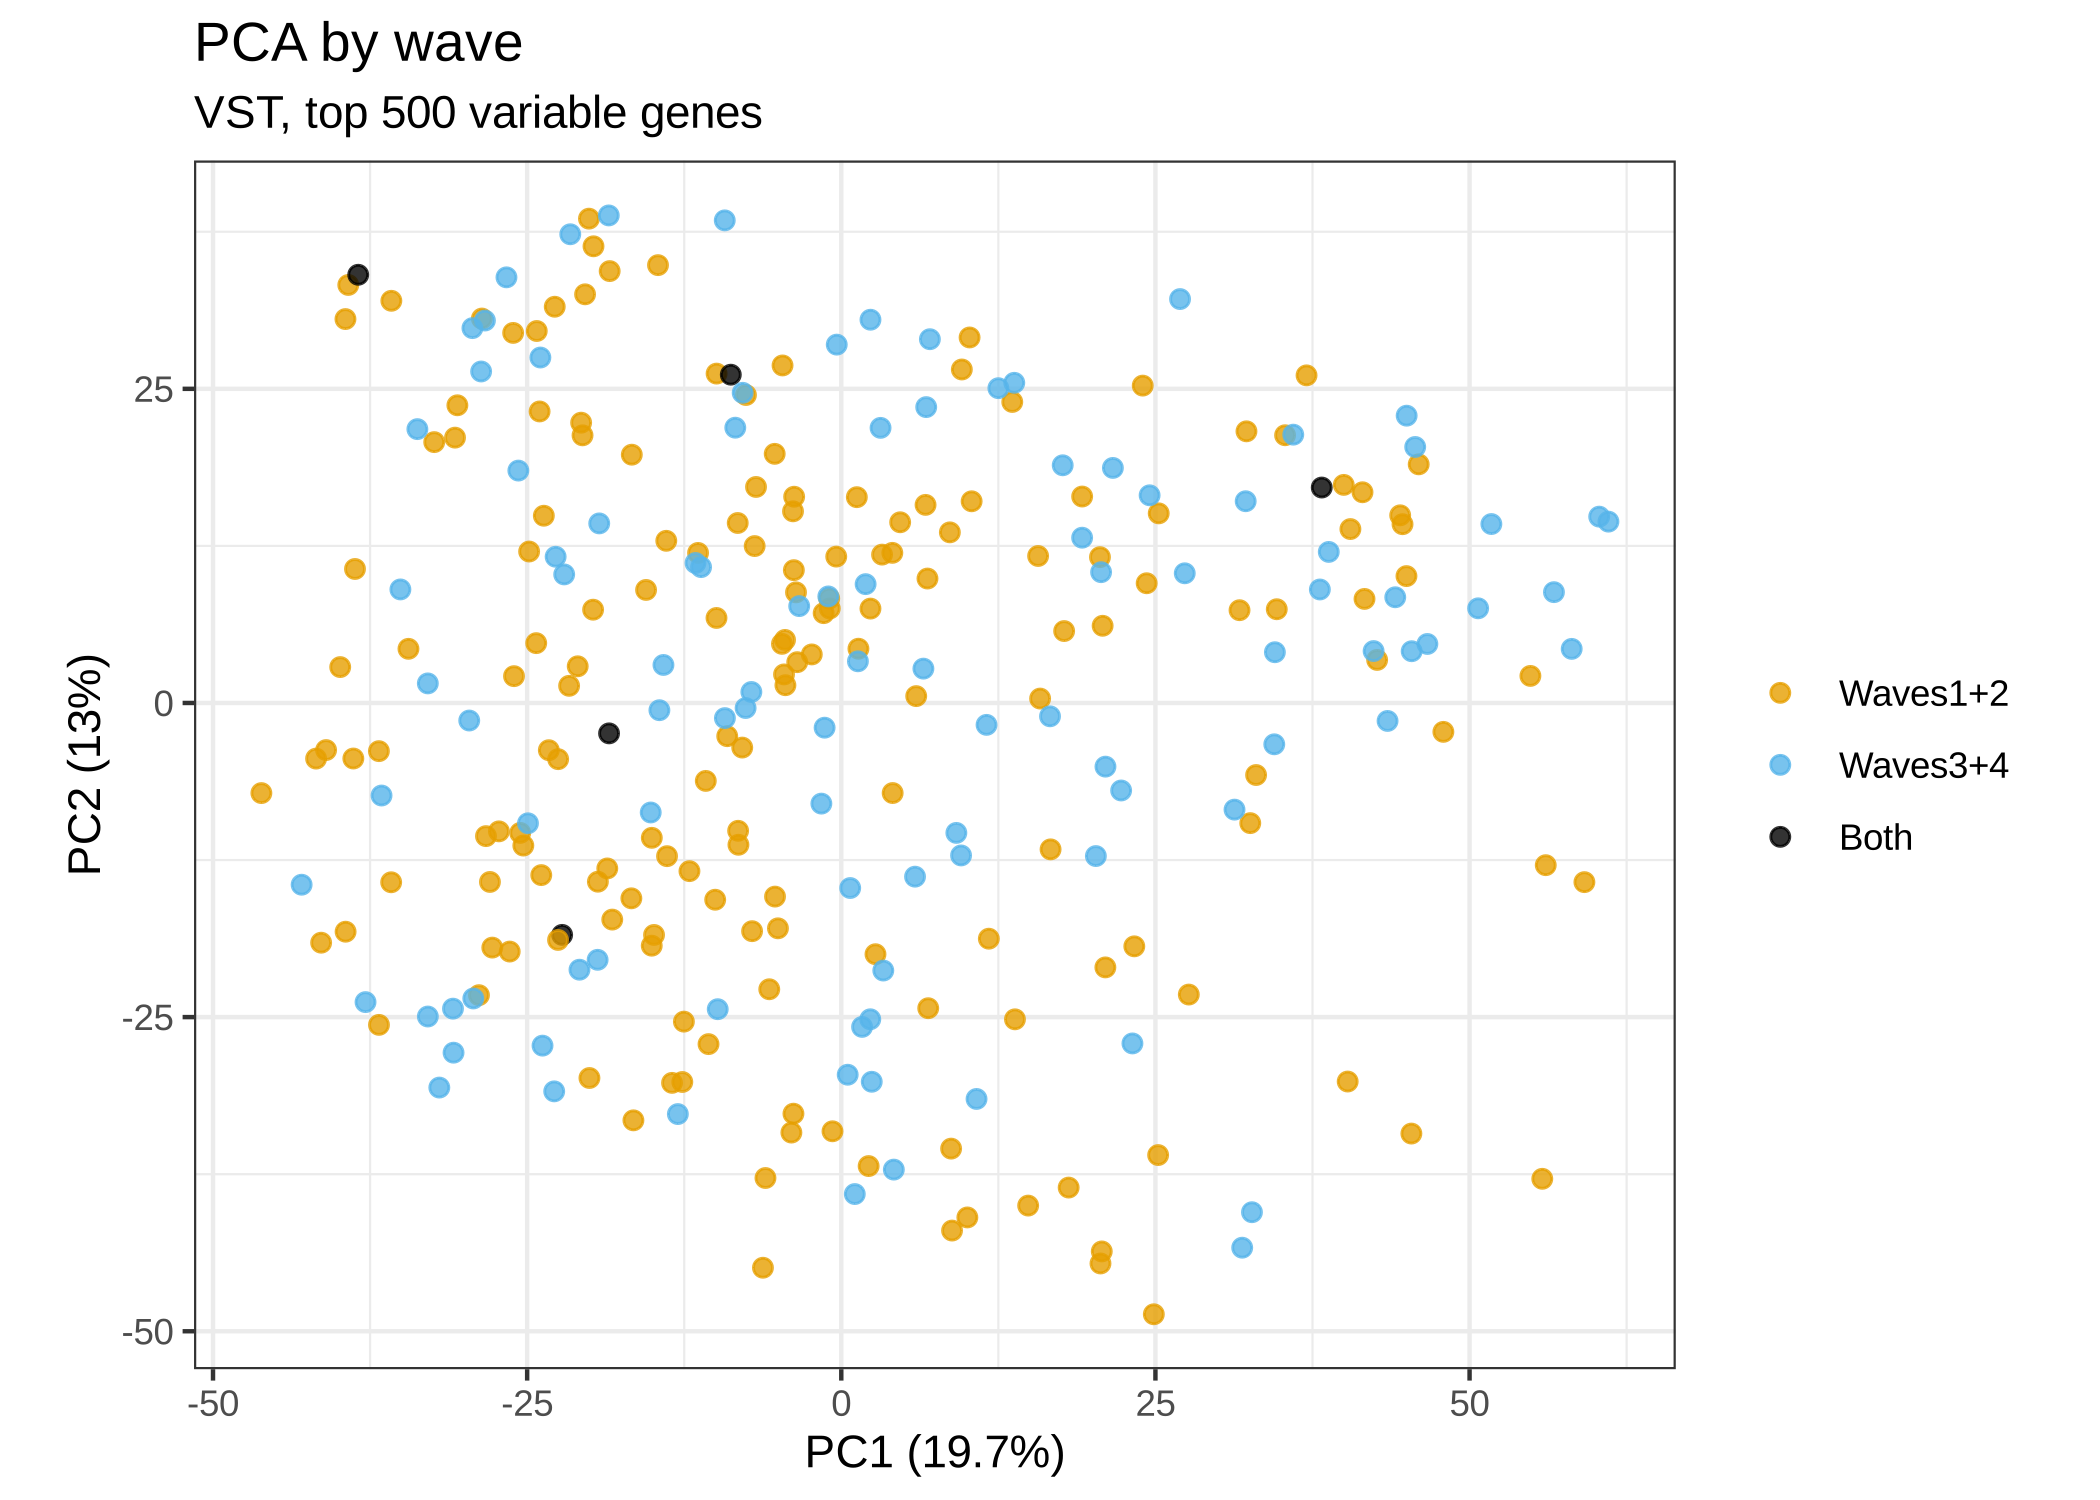 PCA by wave
VST, top 500 variable genes
25
0
-25
-50
PC2 (13%)
-50
-25
0
25
50
PC1 (19.7%)
Waves1+2
Waves3+4
Both